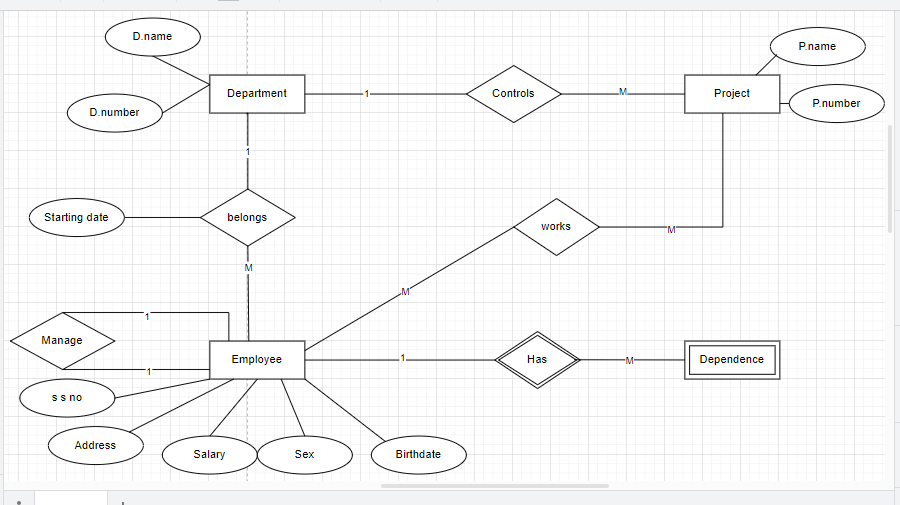 D.name
P.name
Department
1
Controls
M
Project
D.number
P.number
1
Starting date
belongs
works
M
M
M
1
Manage
Employee
1
Has
M
Dependence
1
s s no
Address
Salary
Sex
Birthdate